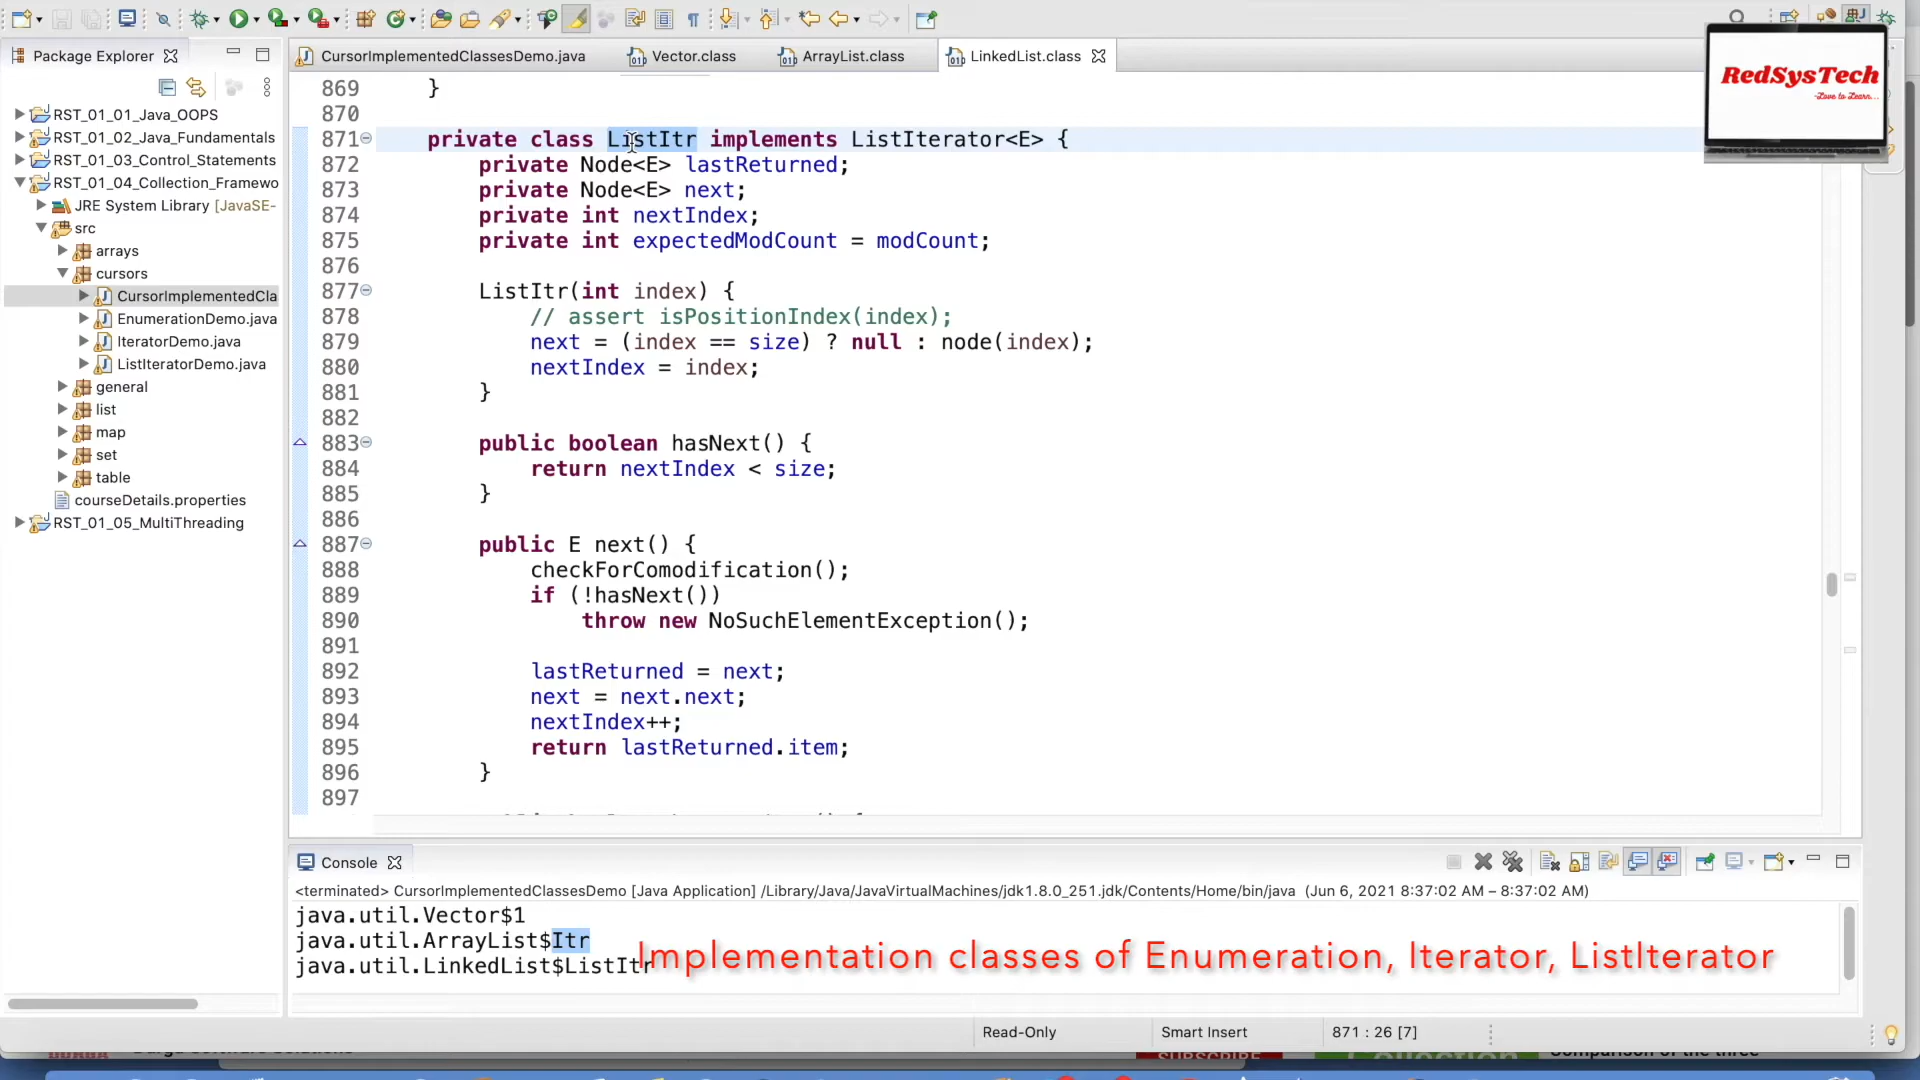 Package Explorer
CursorImplementedClassesDemo.java
Vector.class
ArrayList.class
LinkedList.class
RedSysTech
-Love to Learn...
RST_01_01_Java_OOPS
RST_01_02_Java_Fundamentals
RST_01_03_Control_Statements
RST_01_04_Collection_Framewo
JRE System Library [JavaSE-
src
arrays
cursors
CursorImplementedCla
EnumerationDemo.java
IteratorDemo.java
ListIteratorDemo.java
general
list
map
set
table
courseDetails.properties
RST_01_05_MultiThreading
869 }
870
871 private class ListItr implements ListIterator<E> {
872 private Node<E> lastReturned;
873 private Node<E> next;
874 private int nextIndex;
875 private int expectedModCount = modCount;
876
877 ListItr(int index) {
878 // assert isPositionIndex(index);
879 next = (index == size) ? null : node(index);
880 nextIndex = index;
881 }
882
883 public boolean hasNext() {
884 return nextIndex < size;
885 }
886
887 public E next() {
888 checkForComodification();
889 if (!hasNext())
890 throw new NoSuchElementException();
891
892 lastReturned = next;
893 next = next.next;
894 nextIndex++;
895 return lastReturned.item;
896 }
897
Console
<terminated> CursorImplementedClassesDemo [Java Application] /Library/Java/JavaVirtualMachines/jdk1.8.0_251.jdk/Contents/Home/bin/java (Jun 6, 2021 8:37:02 AM – 8:37:02 AM)
java.util.Vector$1
java.util.ArrayList$Itr
java.util.LinkedList$ListItr
Implementation classes of Enumeration, Iterator, ListIterator
Read-Only
Smart Insert
871 : 26 [7]